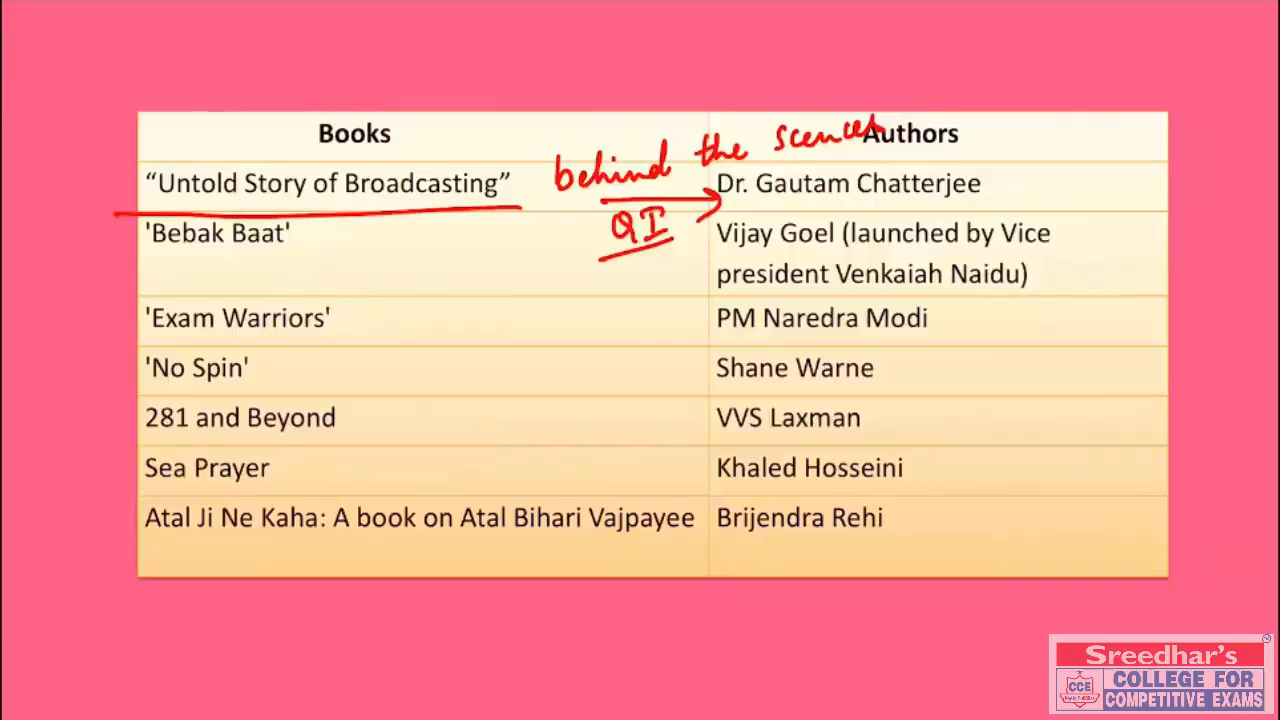 Books Authors
behind the scences
“Untold Story of Broadcasting” Dr. Gautam Chatterjee
QI
'Bebak Baat' Vijay Goel (launched by Vice
president Venkaiah Naidu)
'Exam Warriors' PM Naredra Modi
'No Spin' Shane Warne
281 and Beyond VVS Laxman
Sea Prayer Khaled Hosseini
Atal Ji Ne Kaha: A book on Atal Bihari Vajpayee Brijendra Rehi
Sreedhar's
CCE
COLLEGE FOR
COMPETITIVE EXAMS